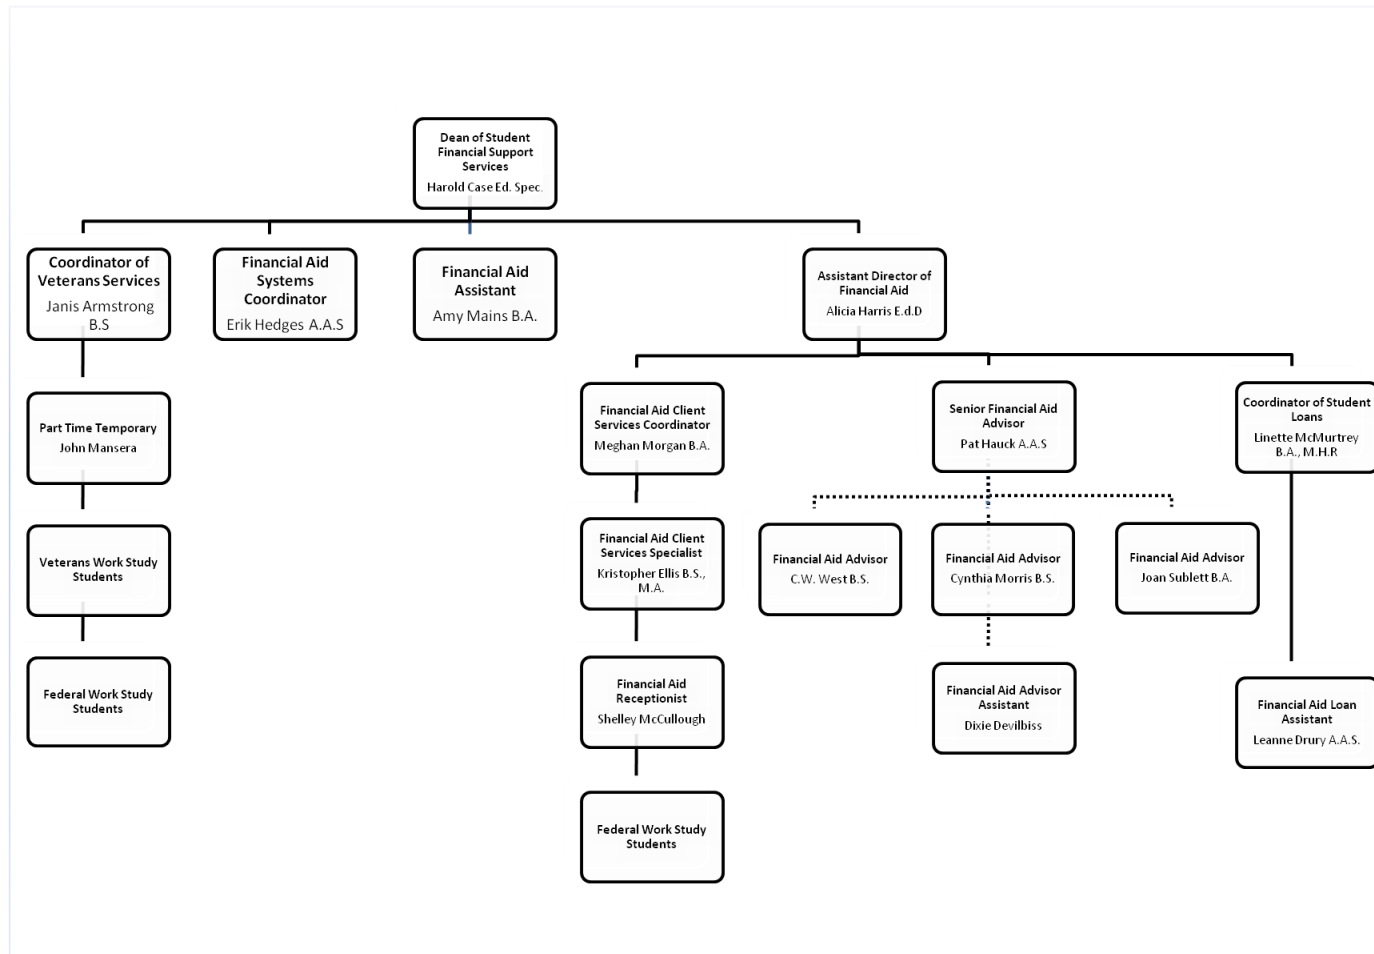 Dean of Student
Financial Support
Services
Harold Case Ed. Spec.
Coordinator of
Veterans Services
Janis Armstrong
B.S
Financial Aid
Systems
Coordinator
Erik Hedges A.A.S
Financial Aid
Assistant
Amy Mains B.A.
Assistant Director of
Financial Aid
Alicia Harris E.d.D
Part Time Temporary
John Mansera
Financial Aid Client
Services Coordinator
Meghan Morgan B.A.
Senior Financial Aid
Advisor
Pat Hauck A.A.S
Coordinator of Student
Loans
Linette McMurtrey
B.A., M.H.R
Veterans Work Study
Students
Financial Aid Client
Services Specialist
Kristopher Ellis B.S.,
M.A.
Financial Aid Advisor
C.W. West B.S.
Financial Aid Advisor
Cynthia Morris B.S.
Financial Aid Advisor
Joan Sublett B.A.
Federal Work Study
Students
Financial Aid
Receptionist
Shelley McCullough
Financial Aid Advisor
Assistant
Dixie Devilbiss
Financial Aid Loan
Assistant
Leanne Drury A.A.S.
Federal Work Study
Students